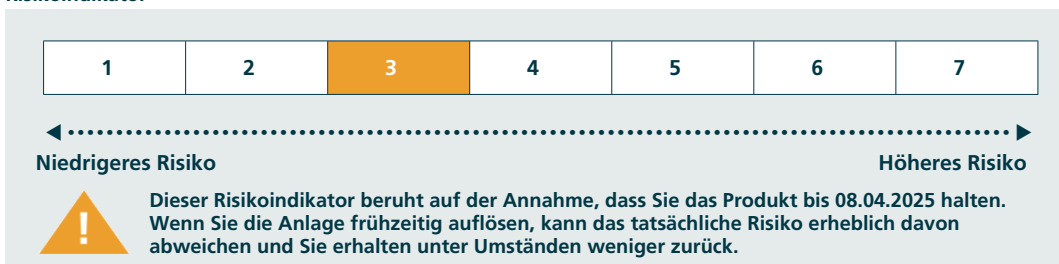 Risikoindikator
1 2 3 4 5 6 7
Niedrigeres Risiko Höheres Risiko
Dieser Risikoindikator beruht auf der Annahme, dass Sie das Produkt bis 08.04.2025 halten.
Wenn Sie die Anlage frühzeitig auflösen, kann das tatsächliche Risiko erheblich davon
abweichen und Sie erhalten unter Umständen weniger zurück.